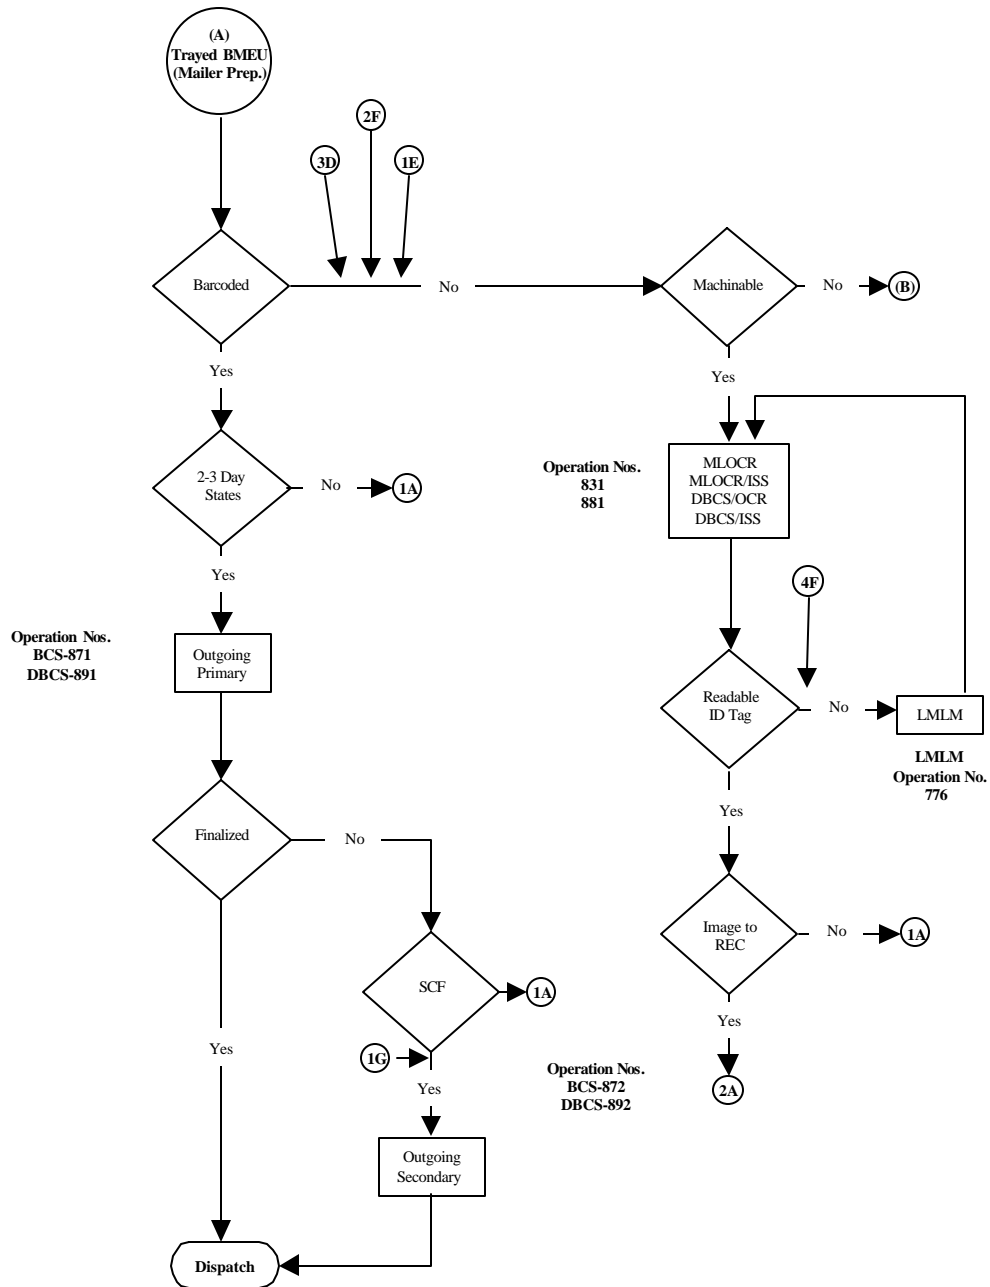 (A)
Trayed BMEU
(Mailer Prep.)
2F
3D
1E
Barcoded
No
Machinable
No
(B)
Yes
Yes
2-3 Day
States
No
1A
Operation Nos.
831
881
MLOCR
MLOCR/ISS
DBCS/OCR
DBCS/ISS
Yes
4F
Operation Nos.
BCS-871
DBCS-891
Outgoing
Primary
Readable
ID Tag
No
LMLM
LMLM
Operation No.
776
Yes
Finalized
No
Image to
REC
No
1A
SCF
1A
Yes
Yes
1G
Yes
Operation Nos.
BCS-872
DBCS-892
2A
Outgoing
Secondary
Dispatch